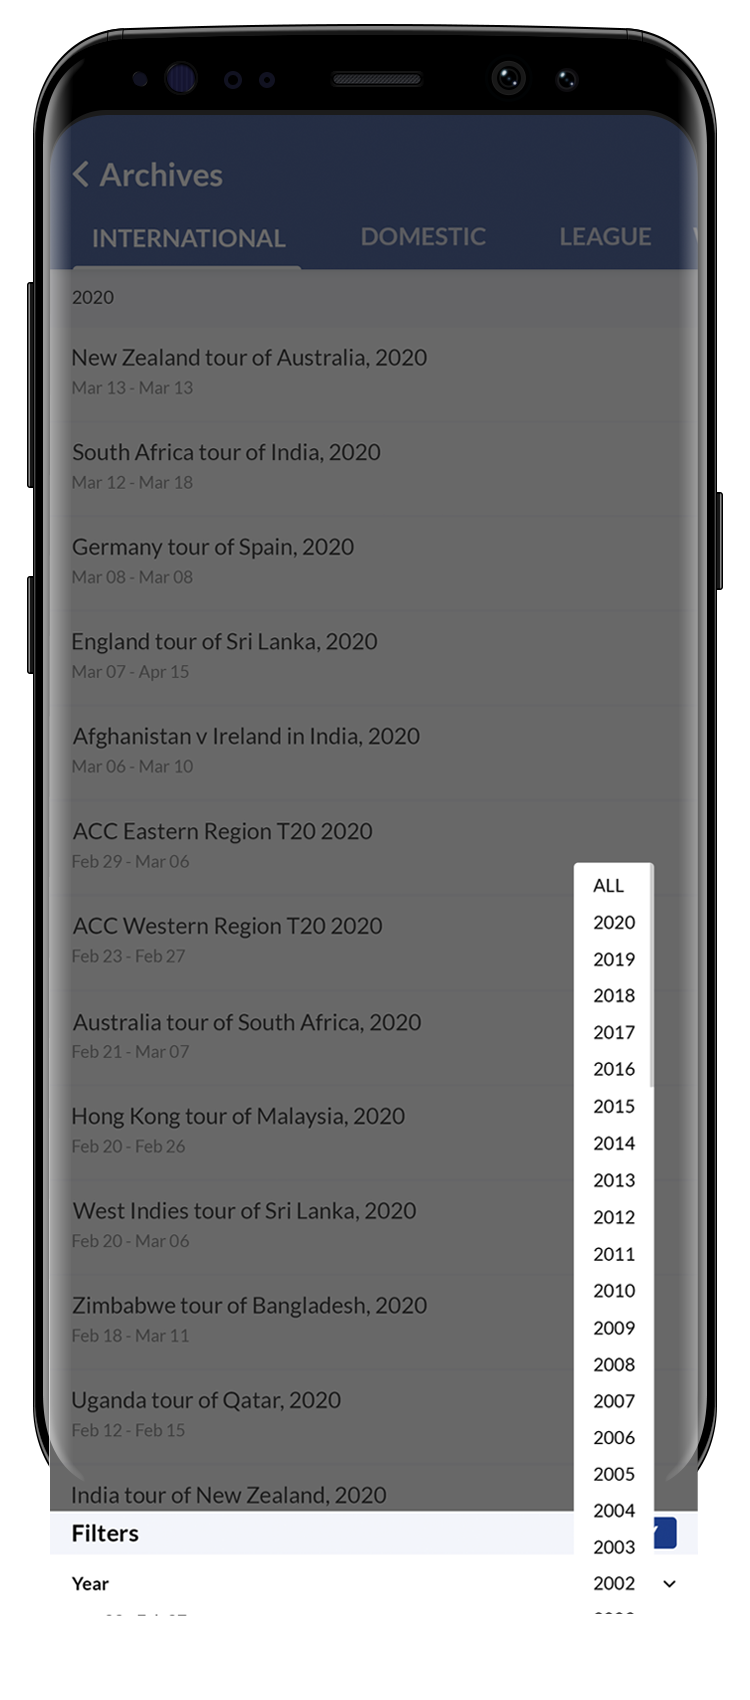 Archives
INTERNATIONAL DOMESTIC LEAGUE
2020
New Zealand tour of Australia, 2020
Mar 13 - Mar 13
South Africa tour of India, 2020
Mar 12 - Mar 18
Germany tour of Spain, 2020
Mar 08 - Mar 08
England tour of Sri Lanka, 2020
Mar 07 - Apr 15
Afghanistan v Ireland in India, 2020
Mar 06 - Mar 10
ACC Eastern Region T20 2020
Feb 29 - Mar 06
ACC Western Region T20 2020
Feb 23 - Feb 27
Australia tour of South Africa, 2020
Feb 21 - Mar 07
Hong Kong tour of Malaysia, 2020
Feb 20 - Feb 26
West Indies tour of Sri Lanka, 2020
Feb 20 - Mar 06
Zimbabwe tour of Bangladesh, 2020
Feb 18 - Mar 11
Uganda tour of Qatar, 2020
Feb 12 - Feb 15
India tour of New Zealand, 2020
Filters
Year
ALL
2020
2019
2018
2017
2016
2015
2014
2013
2012
2011
2010
2009
2008
2007
2006
2005
2004
2003
2002